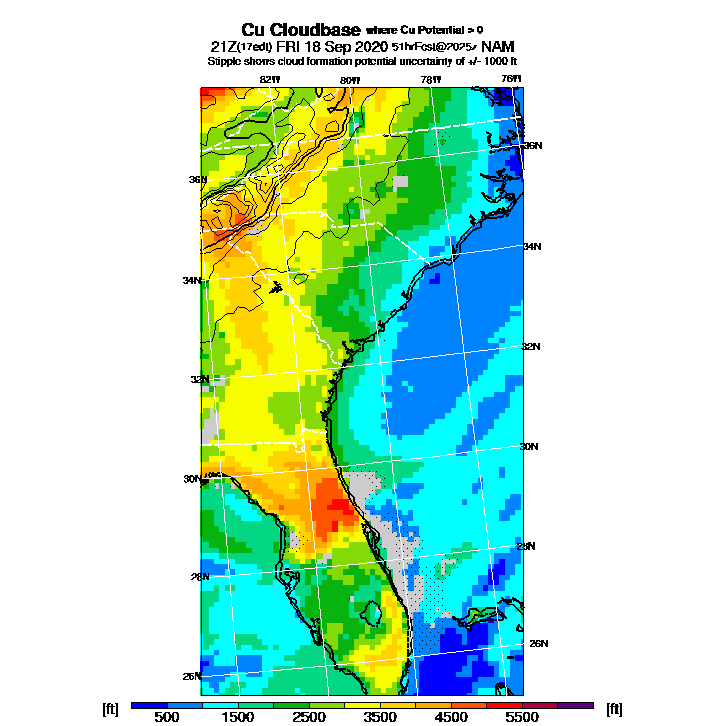 Cu Cloudbase where Cu Potential > 0
21Z(17edt) FRI 18 Sep 2020 51hrFcst@2025z NAM
Stipple shows cloud formation potential uncertainty of +/- 1000 ft
82W 80W 78W 76W
36N 36N
34N 34N
32N 32N
30N 30N
28N 28N
26N 26N
[ft] 500 1500 2500 3500 4500 5500 [ft]